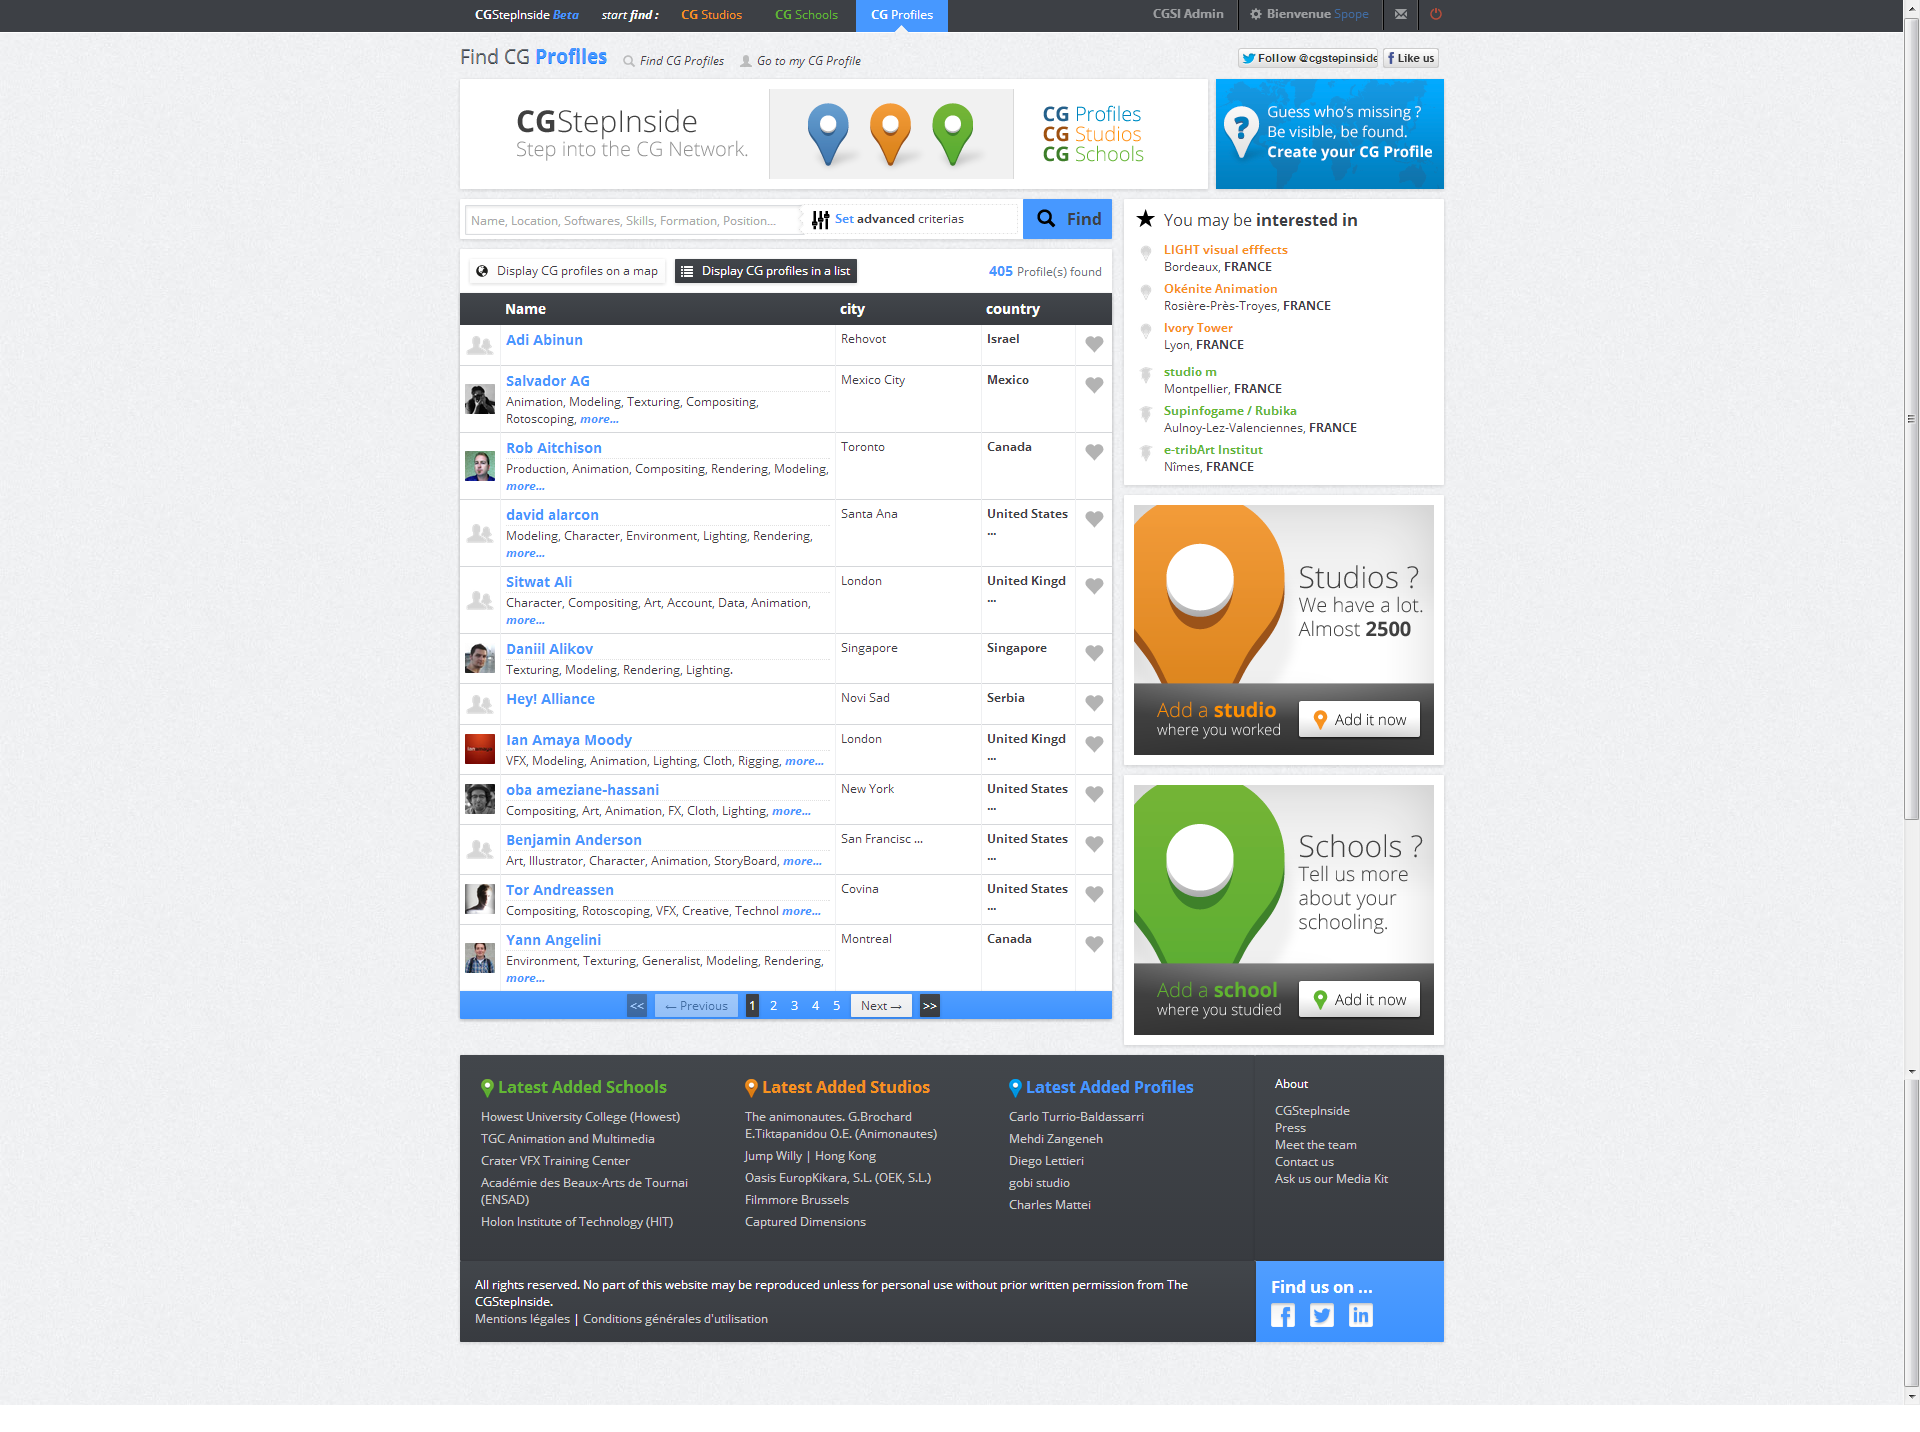 CGStepInside Beta start find : CG Studios CG Schools CG Profiles CGSI Admin Bienvenue Spope
Find CG Profiles Find CG Profiles Go to my CG Profile Follow @cgstepinside Like us
CGStepInside
Step into the CG Network.
CG Profiles
CG Studios
CG Schools
Guess who's missing ?
Be visible, be found.
Create your CG Profile
Name, Location, Softwares, Skills, Formation, Position... Set advanced criterias Find
Display CG profiles on a map Display CG profiles in a list 405 Profile(s) found
Name city country
Adi Abinun Rehovot Israel
Salvador AG Mexico City Mexico
Animation, Modeling, Texturing, Compositing,
Rotoscoping, more...
Rob Aitchison Toronto Canada
Production, Animation, Compositing, Rendering, Modeling,
more...
david alarcon Santa Ana United States
...
Modeling, Character, Environment, Lighting, Rendering,
more...
Sitwat Ali London United Kingd
...
Character, Compositing, Art, Account, Data, Animation,
more...
Daniil Alikov Singapore Singapore
Texturing, Modeling, Rendering, Lighting.
Hey! Alliance Novi Sad Serbia
Ian Amaya Moody London United Kingd
...
VFX, Modeling, Animation, Lighting, Cloth, Rigging, more...
oba ameziane-hassani New York United States
...
Compositing, Art, Animation, FX, Cloth, Lighting, more...
Benjamin Anderson San Francisc ... United States
...
Art, Illustrator, Character, Animation, StoryBoard, more...
Tor Andreassen Covina United States
...
Compositing, Rotoscoping, VFX, Creative, Technol more...
Yann Angelini Montreal Canada
Environment, Texturing, Generalist, Modeling, Rendering,
more...
<< ← Previous 1 2 3 4 5 Next → >>
You may be interested in
LIGHT visual efffects
Bordeaux, FRANCE
Okénite Animation
Rosière-Près-Troyes, FRANCE
Ivory Tower
Lyon, FRANCE
studio m
Montpellier, FRANCE
Supinfogame / Rubika
Aulnoy-Lez-Valenciennes, FRANCE
e-tribArt Institut
Nîmes, FRANCE
Studios ?
We have a lot.
Almost 2500
Add a studio
where you worked
Add it now
Schools ?
Tell us more
about your
schooling.
Add a school
where you studied
Add it now
Latest Added Schools
Howest University College (Howest)
TGC Animation and Multimedia
Crater VFX Training Center
Académie des Beaux-Arts de Tournai
(ENSAD)
Holon Institute of Technology (HIT)
Latest Added Studios
The animonautes. G.Brochard
E.Tiktapanidou O.E. (Animonautes)
Jump Willy | Hong Kong
Oasis EuropKikara, S.L. (OEK, S.L.)
Filmmore Brussels
Captured Dimensions
Latest Added Profiles
Carlo Turrio-Baldassarri
Mehdi Zangeneh
Diego Lettieri
gobi studio
Charles Mattei
About
CGStepInside
Press
Meet the team
Contact us
Ask us our Media Kit
All rights reserved. No part of this website may be reproduced unless for personal use without prior written permission from The
CGStepInside.
Mentions légales | Conditions générales d'utilisation
Find us on ...